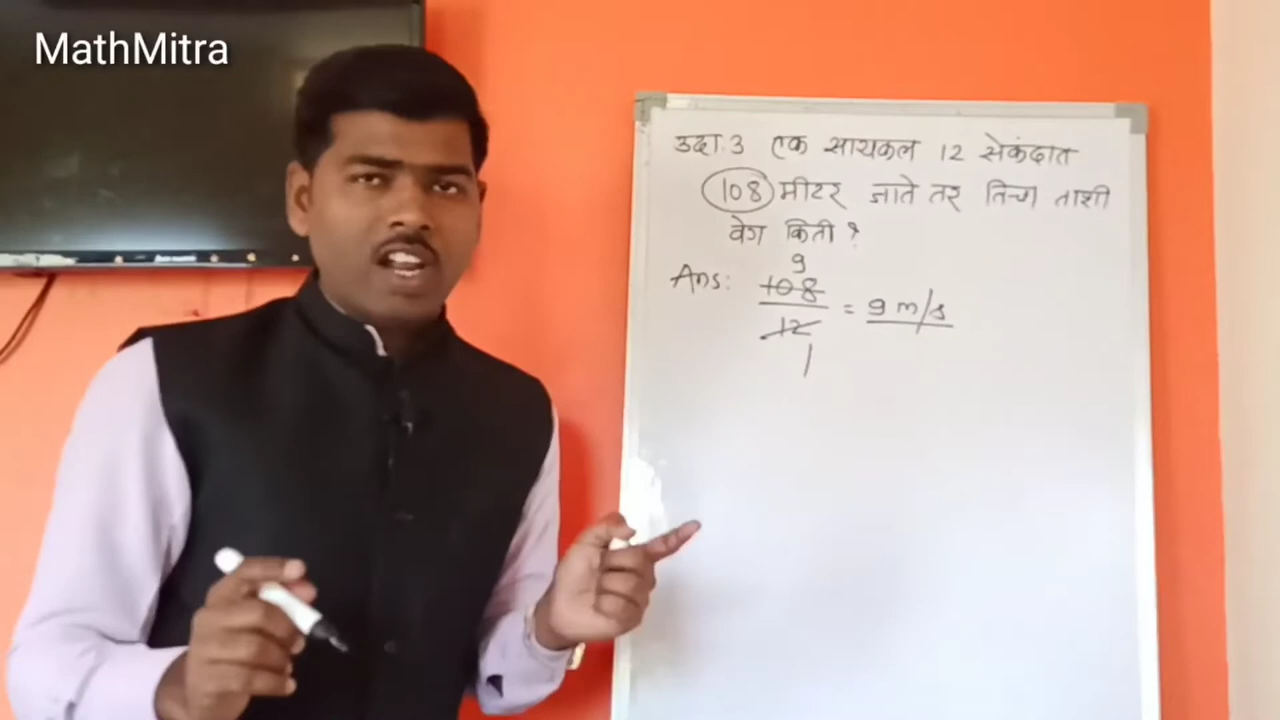 MathMitra
उदा:3 एक सायकल 12 सेकंदात
108 मीटर जाते तर तिचा ताशी
वेग किती ?
9
Ans: 108
12
= 9 m/s
1